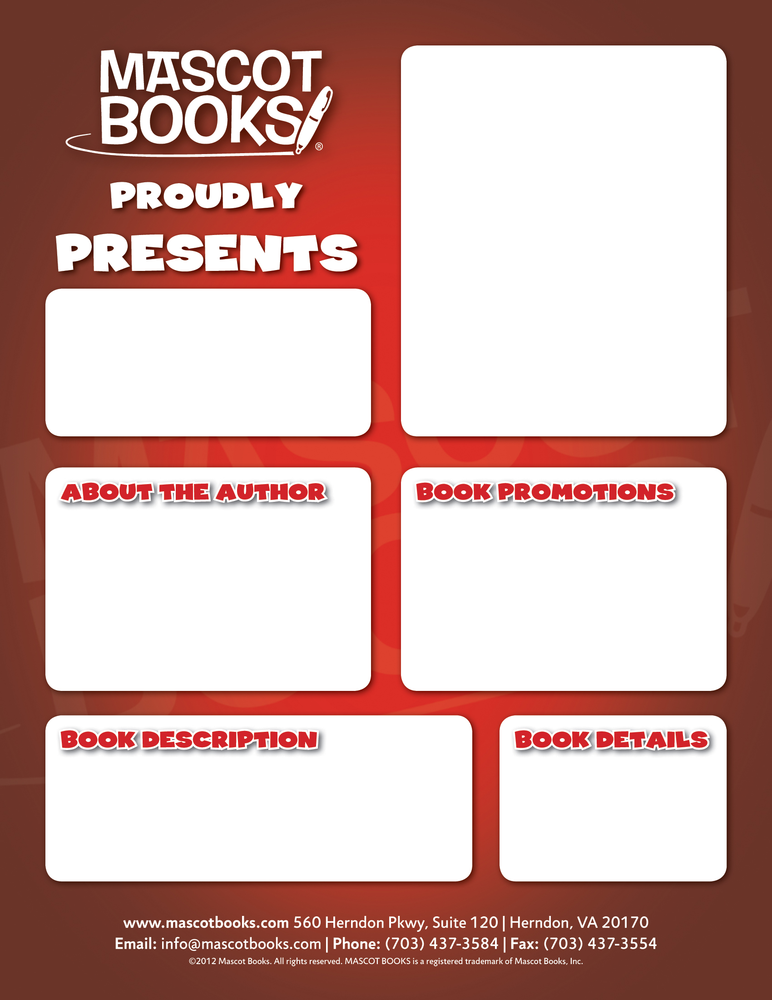 MASCOT
BOOKS®
PROUDLY
PRESENTS
ABOUT THE AUTHOR
BOOK PROMOTIONS
BOOK DESCRIPTION
BOOK DETAILS
www.mascotbooks.com 560 Herndon Pkwy, Suite 120 | Herndon, VA 20170
Email: info@mascotbooks.com | Phone: (703) 437-3584 | Fax: (703) 437-3554
©2012 Mascot Books. All rights reserved. MASCOT BOOKS is a registered trademark of Mascot Books, Inc.